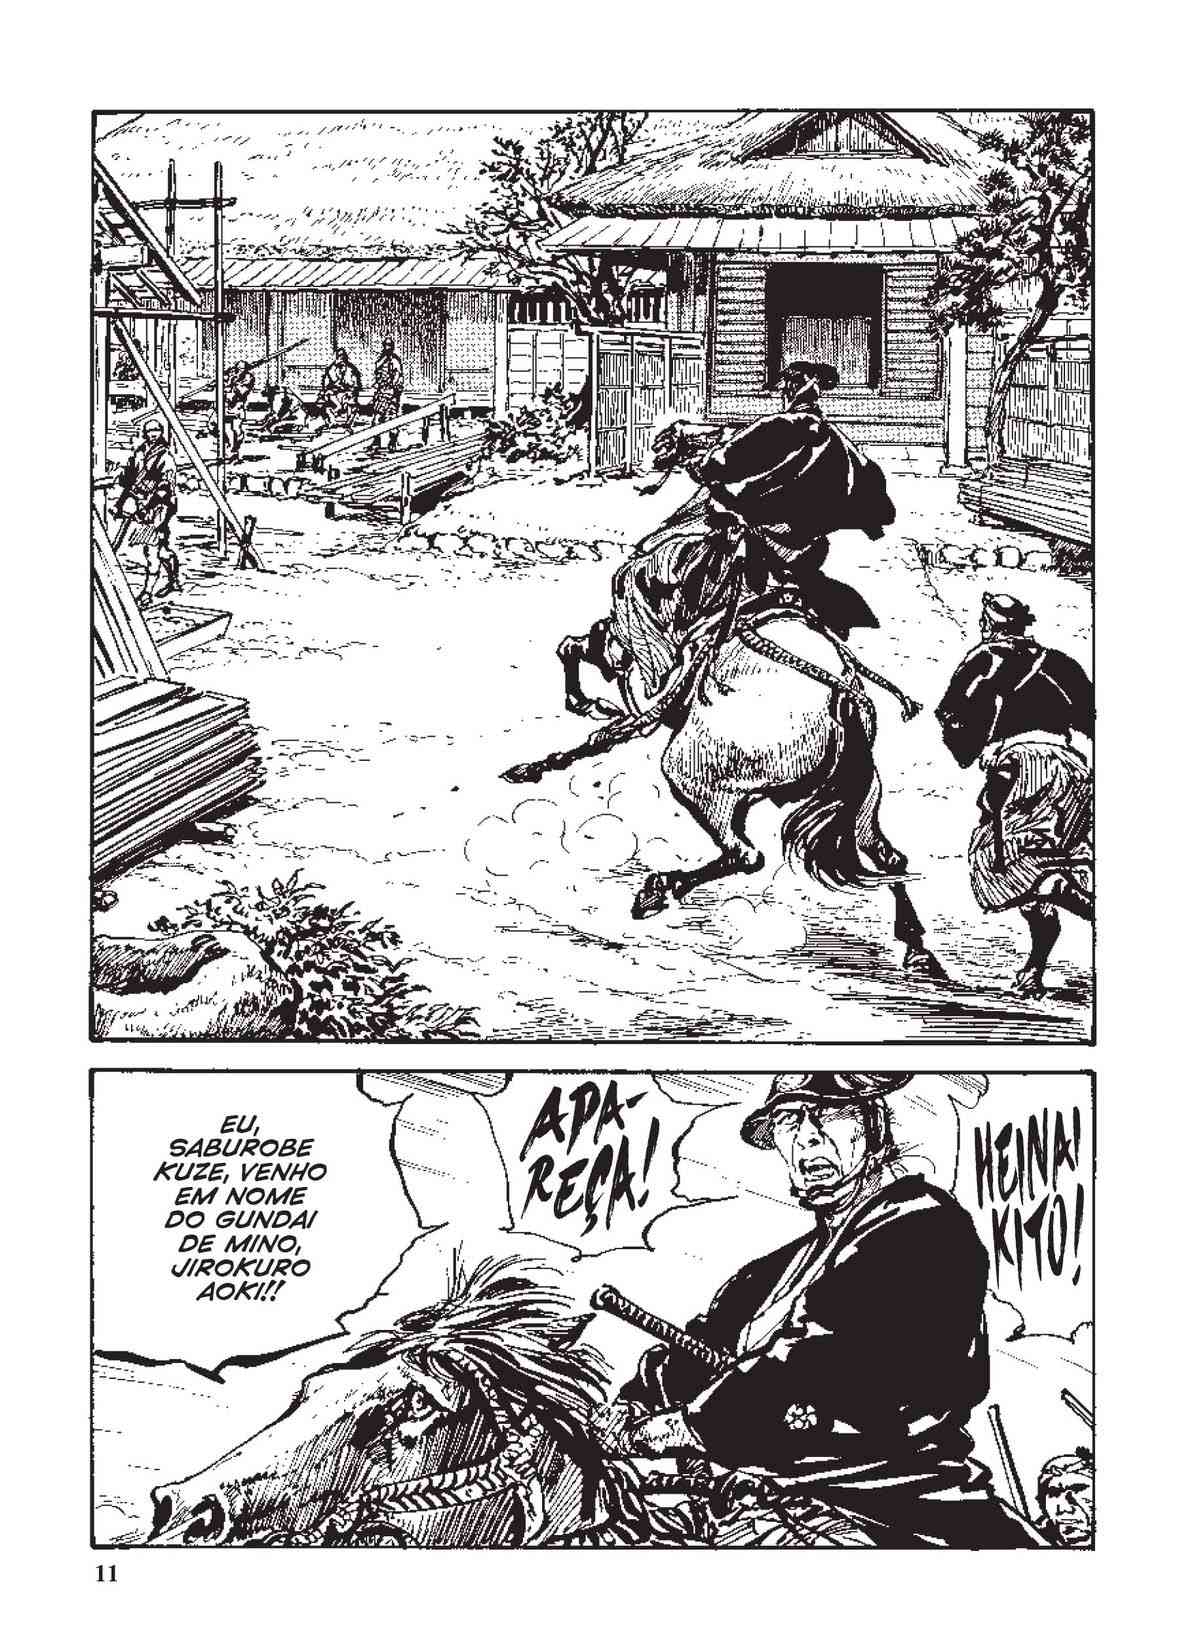 HEINAI
KITO!
APA-
REÇA!
EU,
SABUROBE
KUZE, VENHO
EM NOME
DO GUNDAI
DE MINO,
JIROKURO
AOKI!!
11